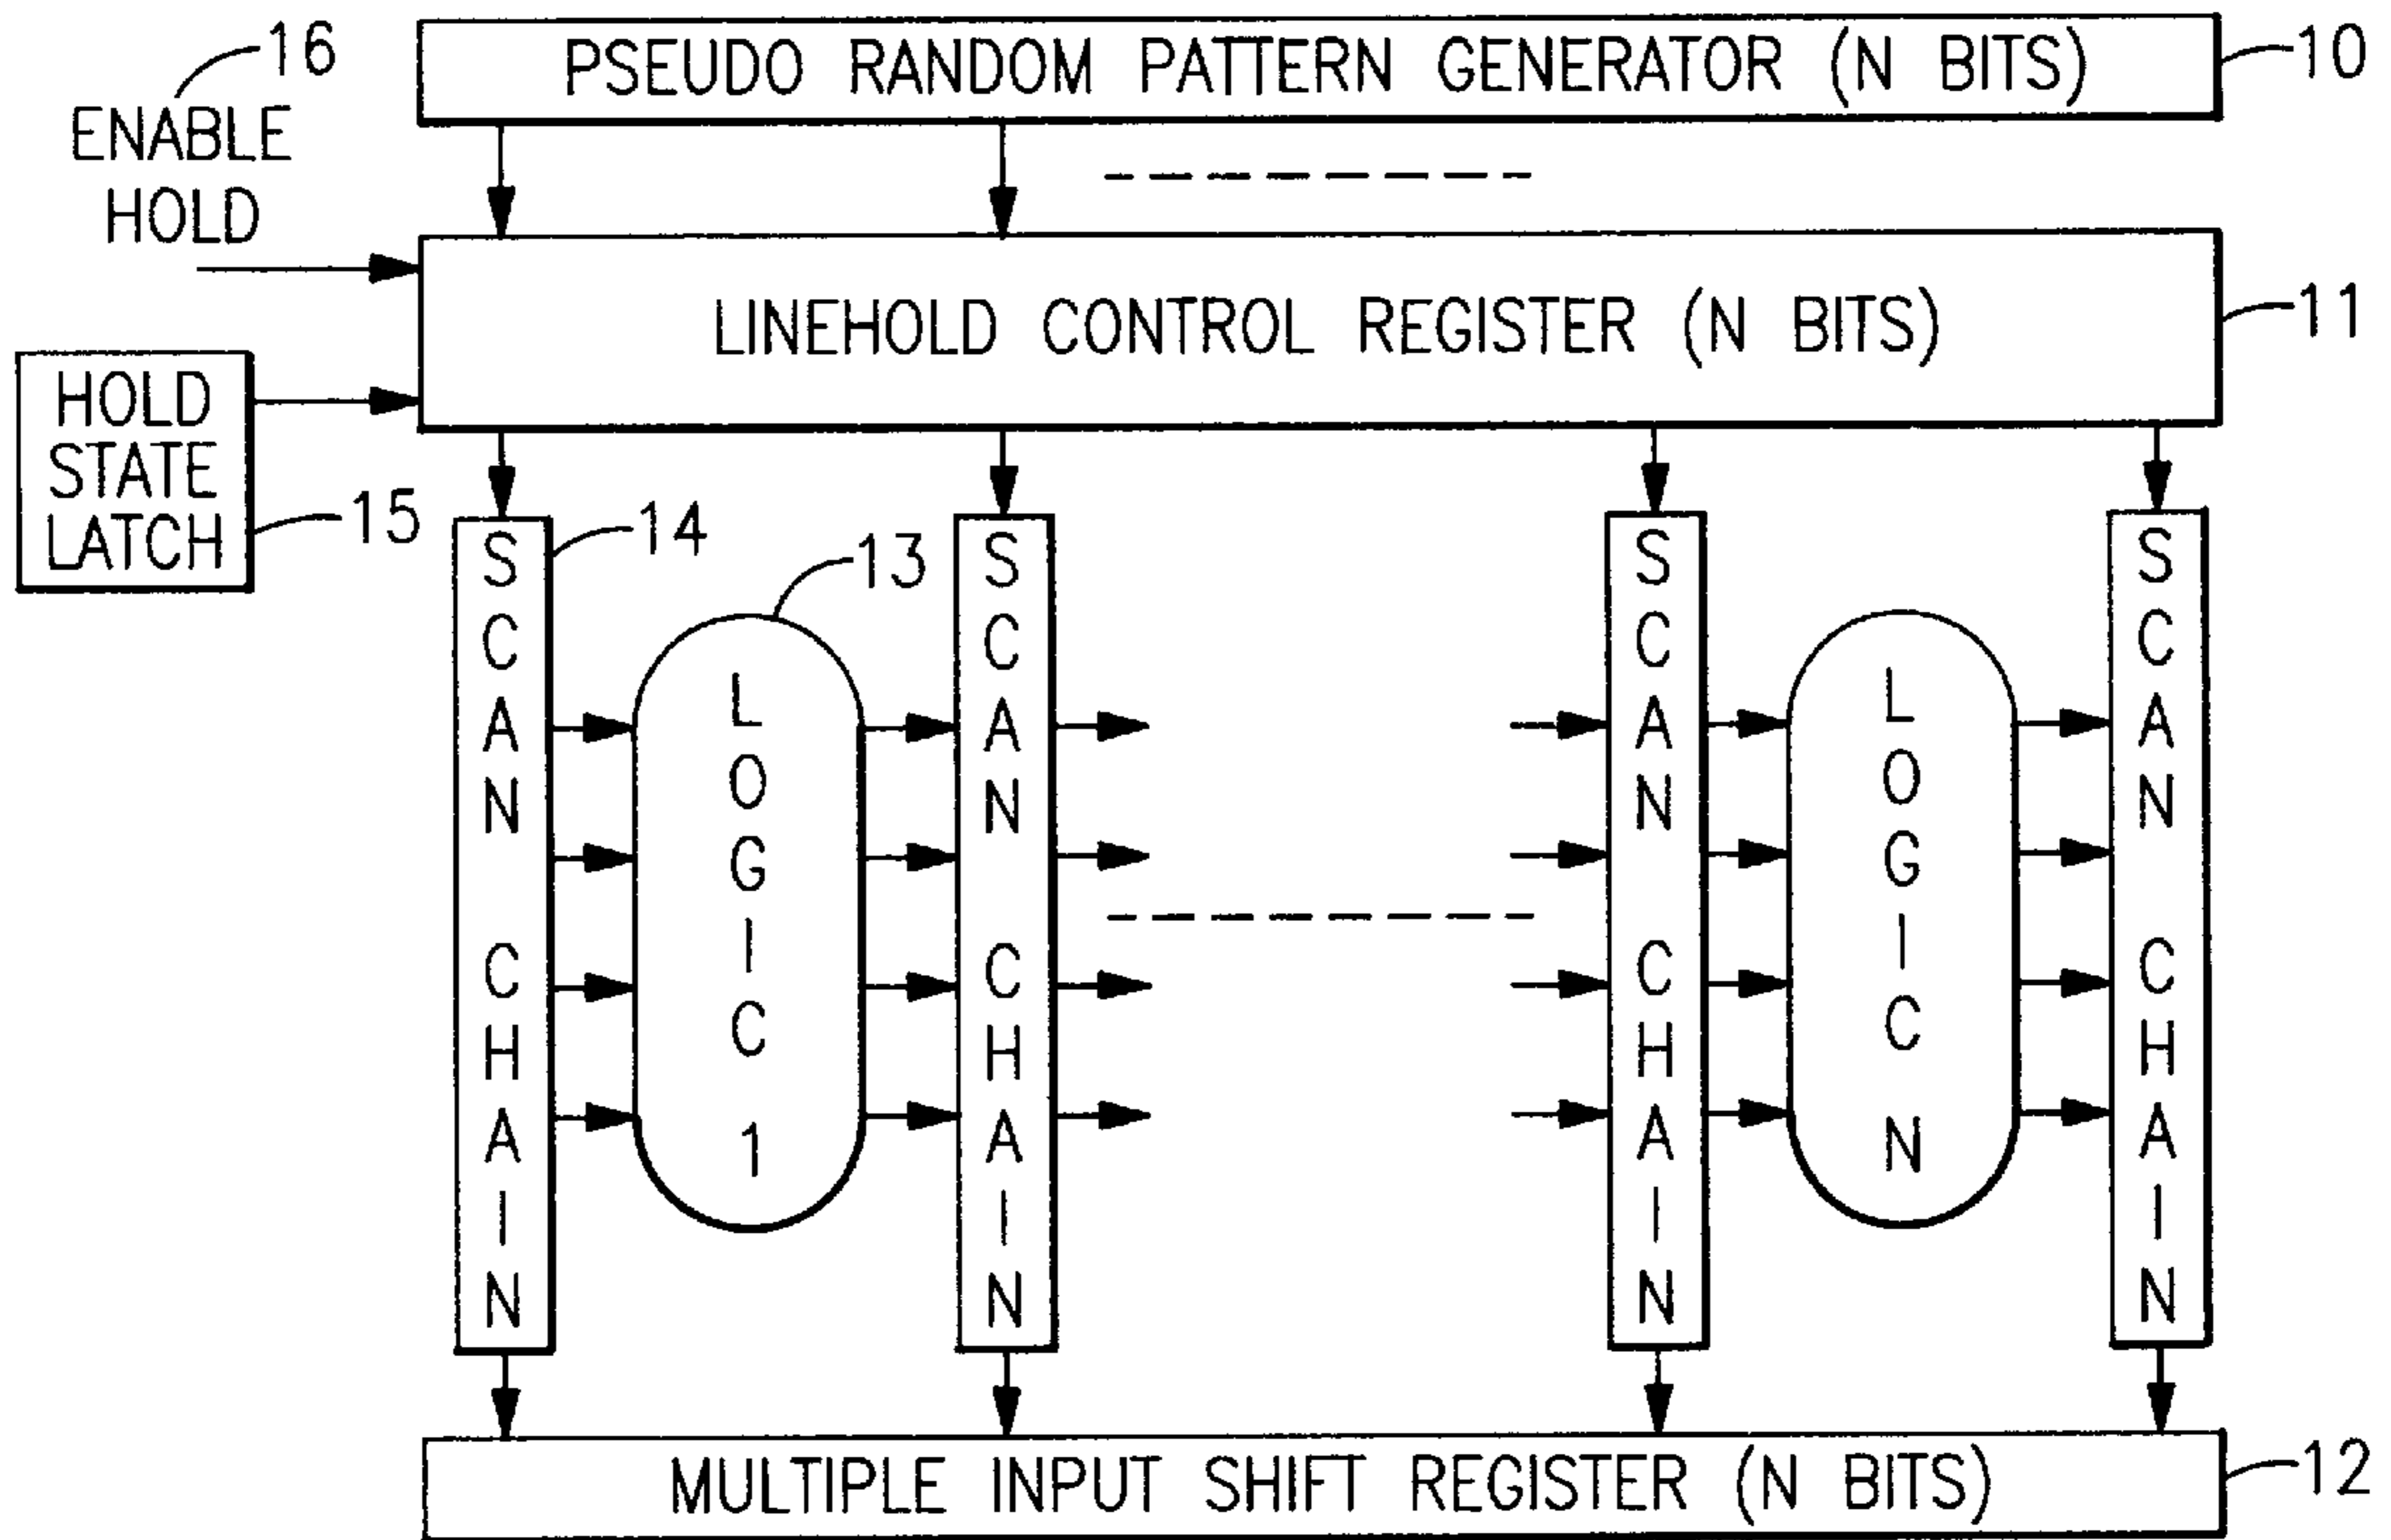 16
PSEUDO RANDOM PATTERN GENERATOR (N BITS)
10
ENABLE
HOLD
LINEHOLD CONTROL REGISTER (N BITS)
11
HOLD
STATE
LATCH
15
14
13
SCAN CHAIN
LOGIC 1
SCAN CHAIN
SCAN CHAIN
LOGIC N
SCAN CHAIN
MULTIPLE INPUT SHIFT REGISTER (N BITS)
12